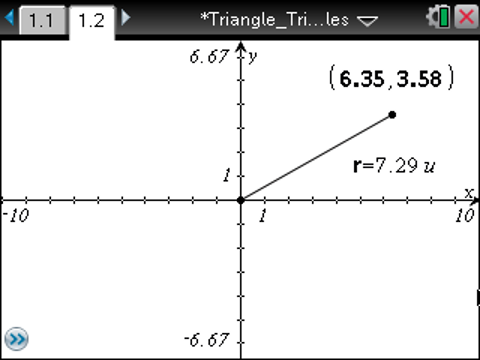 1.1 1.2 *Triangle_Tri...les
6.67 y
(6.35,3.58)
r=7.29 u
1
x
-10 1 10
-6.67